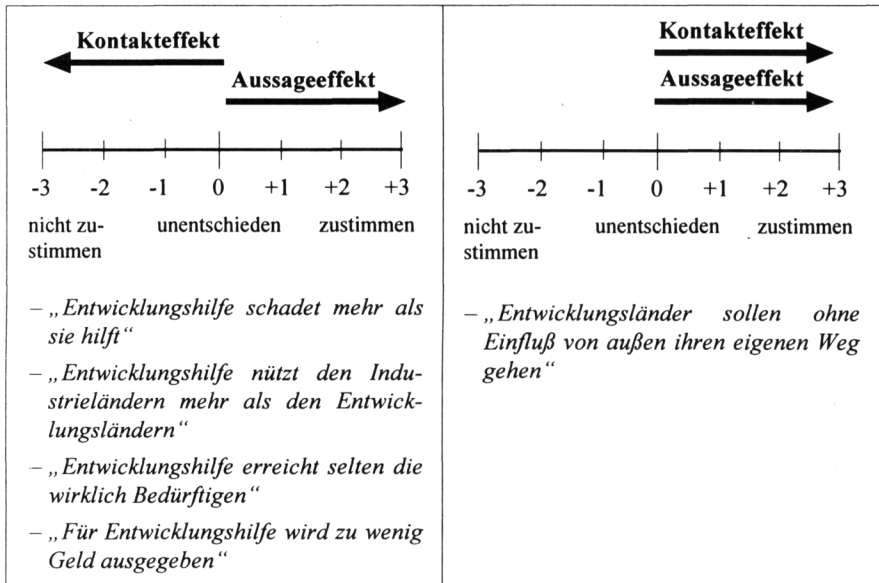 Kontakteffekt
Aussageeffekt
-3 -2 -1 0 +1 +2 +3
nicht zu- unentschieden zustimmen
stimmen
– „Entwicklungshilfe schadet mehr als
sie hilft“
– „Entwicklungshilfe nützt den Indu-
strieländern mehr als den Entwick-
lungsländern“
– „Entwicklungshilfe erreicht selten die
wirklich Bedürftigen“
– „Für Entwicklungshilfe wird zu wenig
Geld ausgegeben“
Kontakteffekt
Aussageeffekt
-3 -2 -1 0 +1 +2 +3
nicht zu- unentschieden zustimmen
stimmen
– „Entwicklungsländer sollen ohne
Einfluß von außen ihren eigenen Weg
gehen“